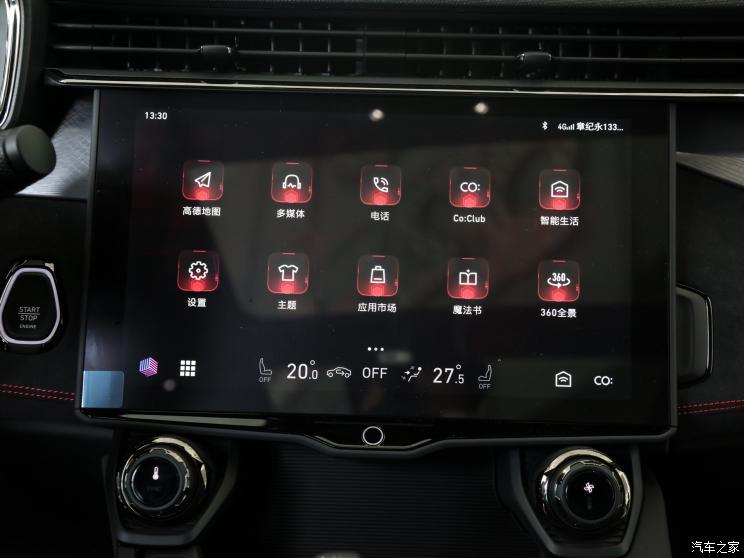 13:30
4G 章纪永133...
高德地图
多媒体
电话
CO:
Co:Club
智能生活
设置
主题
应用市场
魔法书
360
360全景
START
STOP
ENGINE
OFF
20.0
OFF
27.5
OFF
CO:
汽车之家